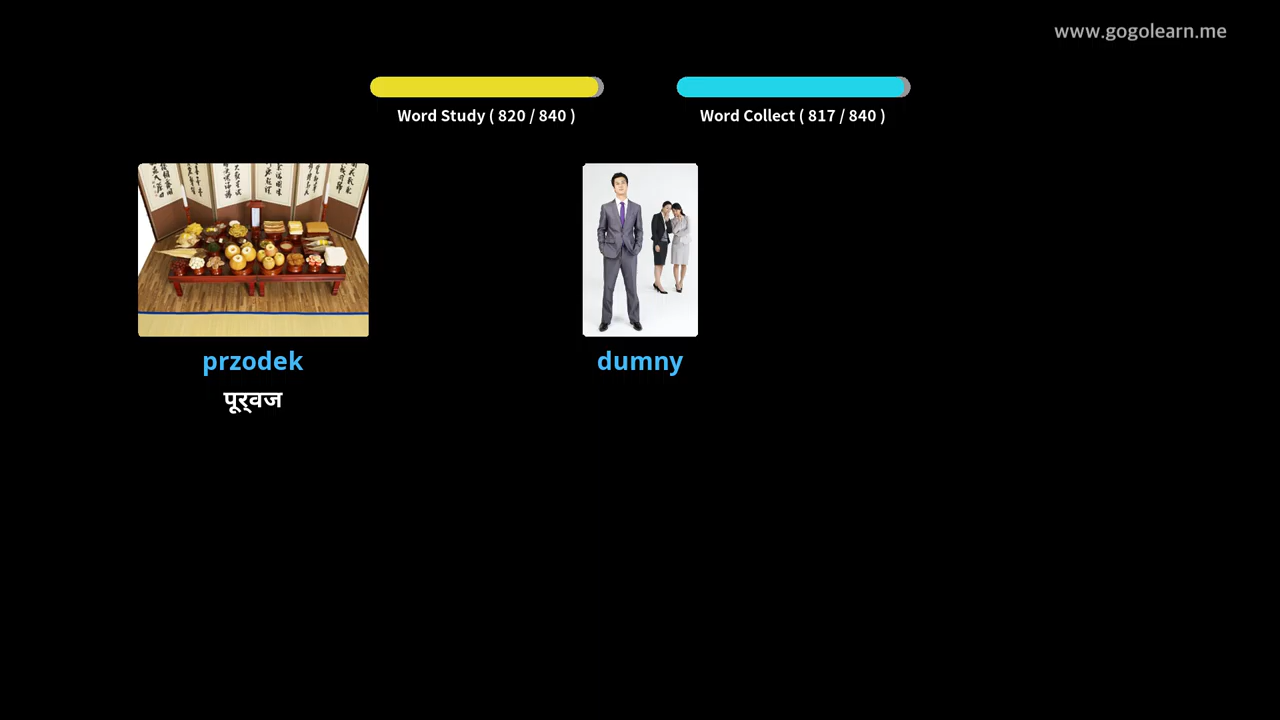 www.gogolearn.me
Word Study ( 820 / 840 )
Word Collect ( 817 / 840 )
przodek
dumny
पूर्वज